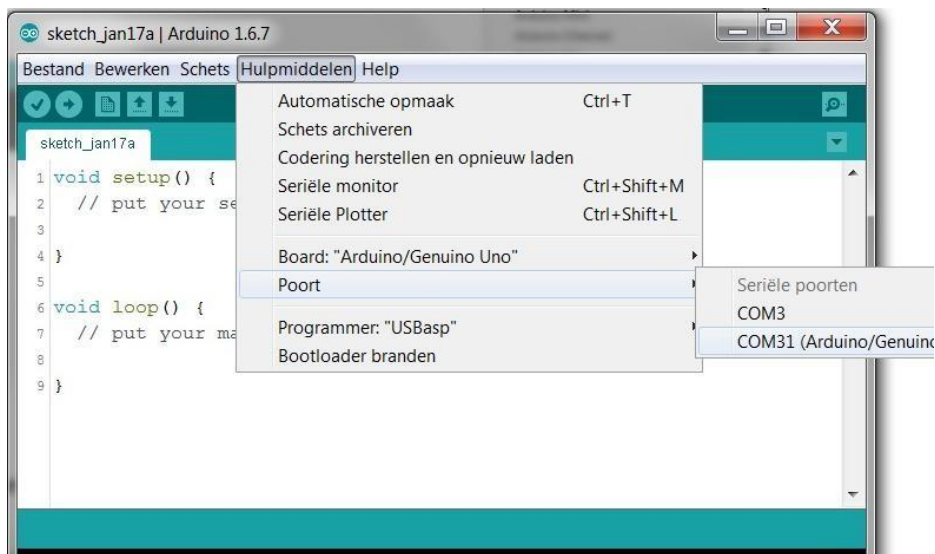 sketch_jan17a | Arduino 1.6.7
Bestand Bewerken Schets Hulpmiddelen Help
Automatische opmaak Ctrl+T
Schets archiveren
Codering herstellen en opnieuw laden
Seriële monitor Ctrl+Shift+M
Seriële Plotter Ctrl+Shift+L
Board: "Arduino/Genuino Uno"
Poort
Programmer: "USBasp"
Bootloader branden
Seriële poorten
COM3
COM31 (Arduino/Genuino
sketch_jan17a
1 void setup() {
2 // put your se
3
4 }
5
6 void loop() {
7 // put your ma
8
9 }